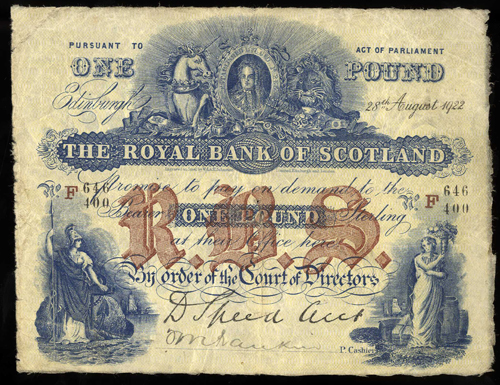 PURSUANT TO ACT OF PARLIAMENT
ONE POUND
Edinburgh 28th August 1922
THE ROYAL BANK OF SCOTLAND
No F 646/400 Promise to pay on demand to the No F 646/400
Bearer ONE POUND Sterling
R.B.S.
at their Office here
By order of the Court of Directors
D Speed Acct
P. Cashier